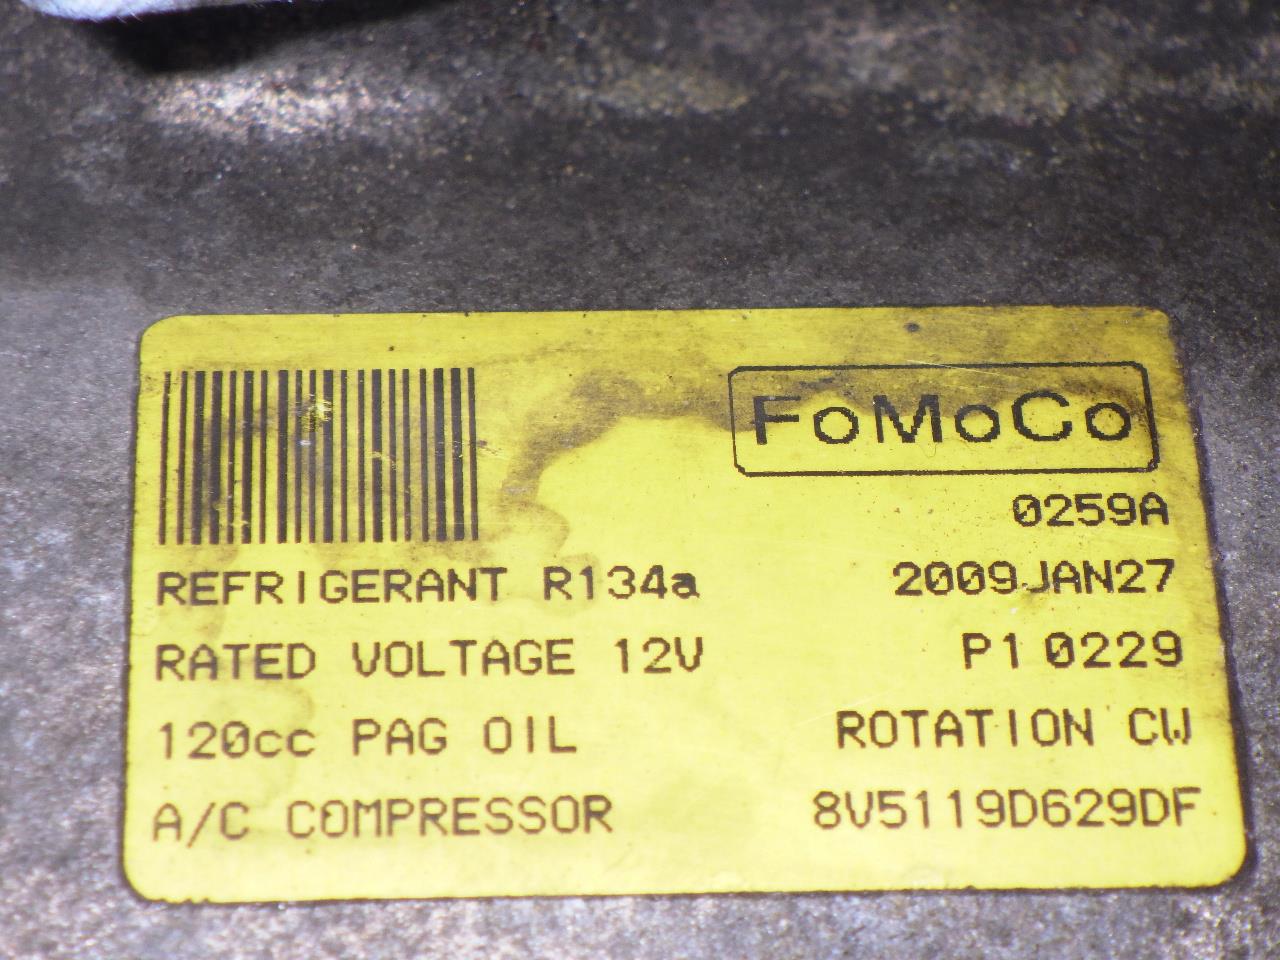 FoMoCo
0259A
REFRIGERANT R134a 2009JAN27
RATED VOLTAGE 12V P1 0229
120cc PAG OIL ROTATION CW
A/C COMPRESSOR 8V5119D629DF